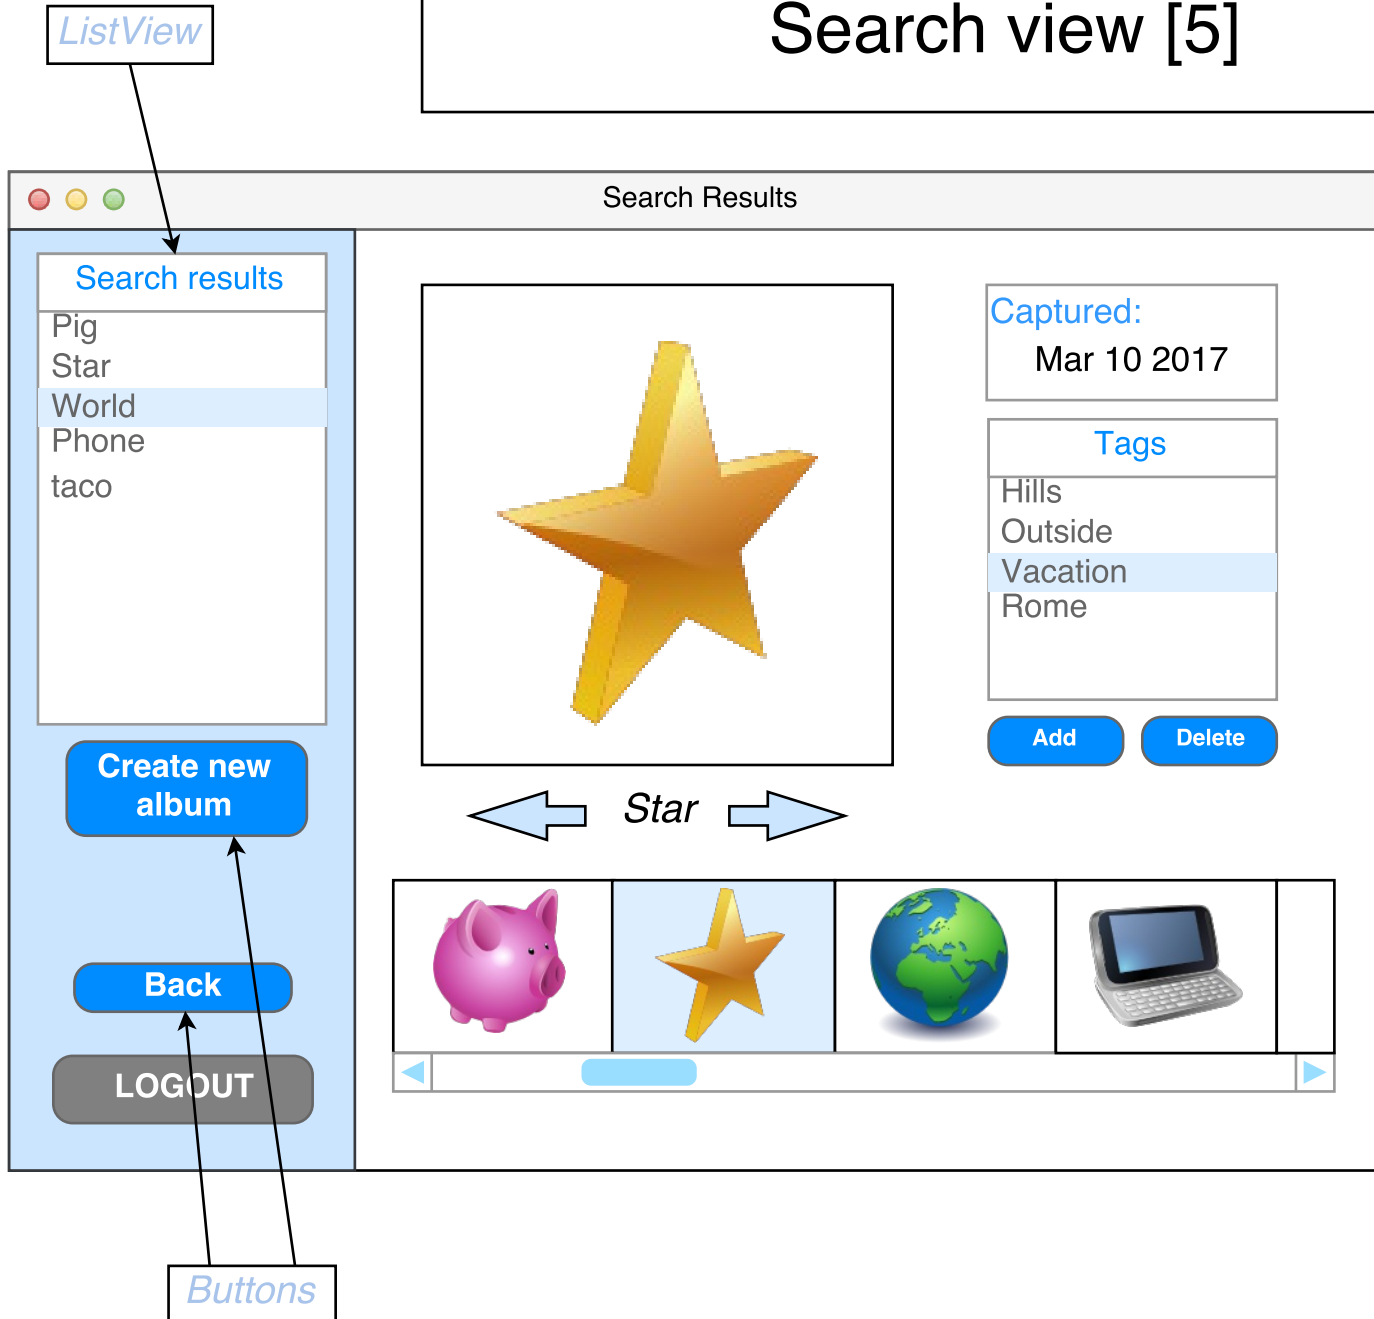 ListView
Search view [5]
Search Results
Search results
Pig
Star
World
Phone
taco
Create new
album
Back
LOGOUT
Captured:
Mar 10 2017
Tags
Hills
Outside
Vacation
Rome
Add
Delete
Star
Buttons